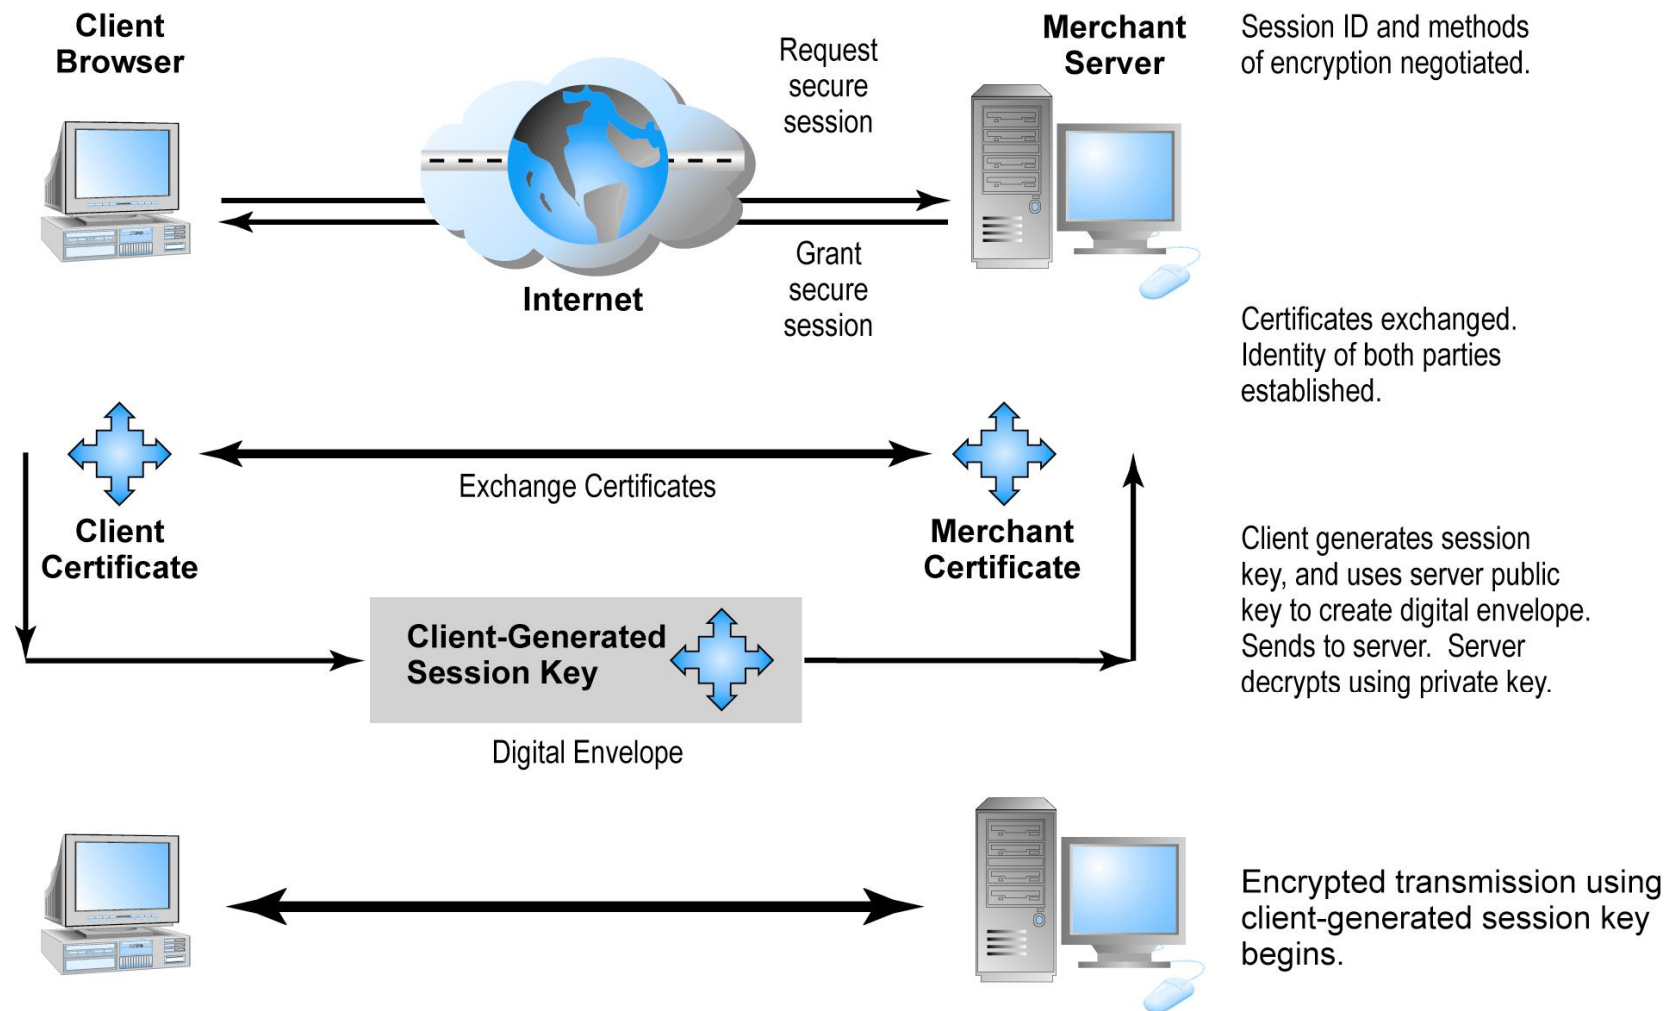 Client
Browser
Request
secure
session
Merchant
Server
Session ID and methods
of encryption negotiated.
Internet
Grant
secure
session
Certificates exchanged.
Identity of both parties
established.
Exchange Certificates
Client
Certificate
Merchant
Certificate
Client generates session
key, and uses server public
key to create digital envelope.
Sends to server. Server
decrypts using private key.
Client-Generated
Session Key
Digital Envelope
Encrypted transmission using
client-generated session key
begins.